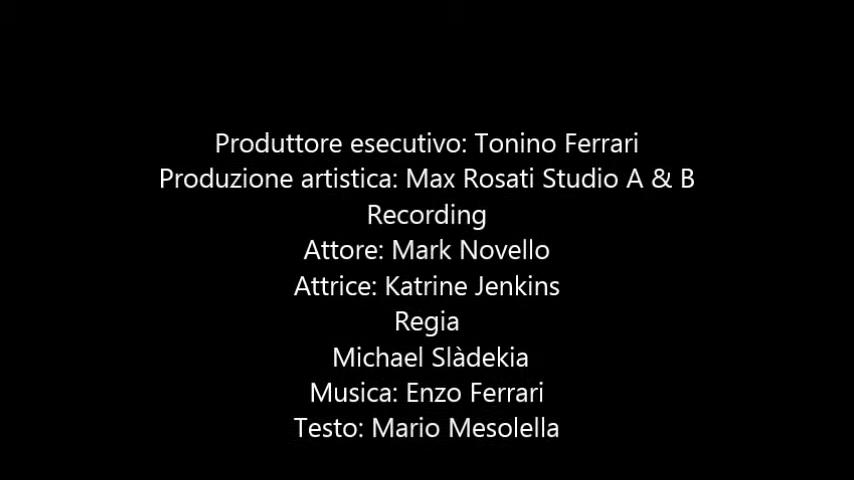 Produttore esecutivo: Tonino Ferrari
Produzione artistica: Max Rosati Studio A & B
Recording
Attore: Mark Novello
Attrice: Katrine Jenkins
Regia
Michael Slàdekia
Musica: Enzo Ferrari
Testo: Mario Mesolella